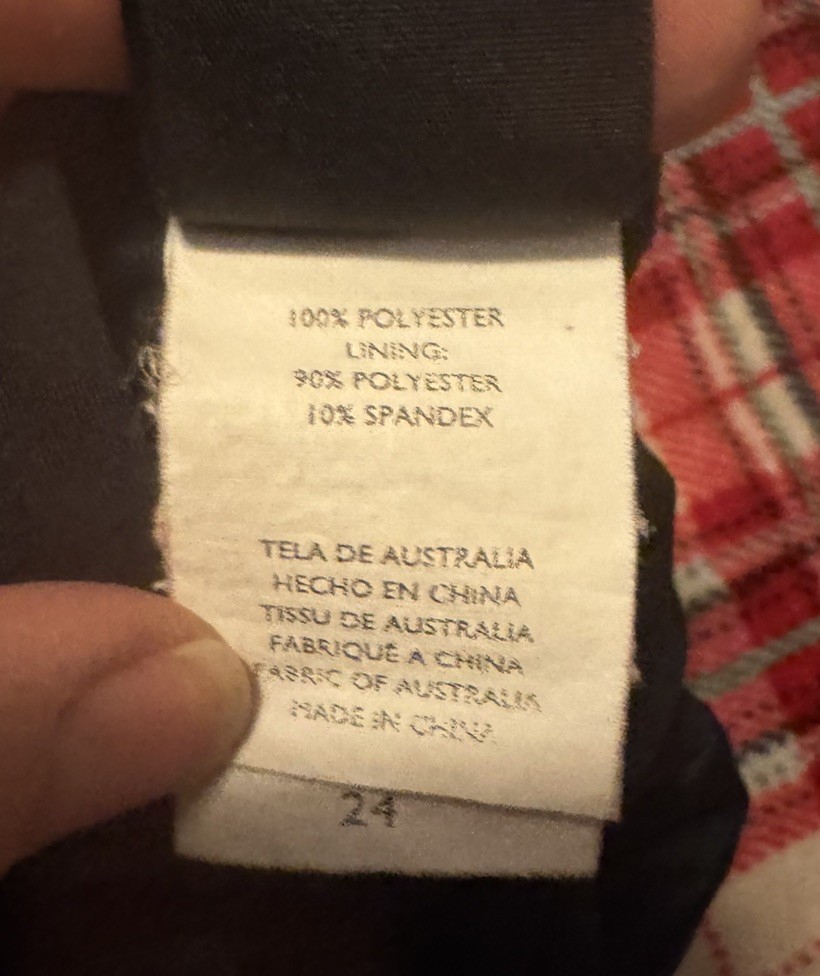 100% POLYESTER
LINING:
90% POLYESTER
10% SPANDEX
TELA DE AUSTRALIA
HECHO EN CHINA
TISSU DE AUSTRALIA
FABRIQUÉ A CHINA
FABRIC OF AUSTRALIA
MADE IN CHINA
24